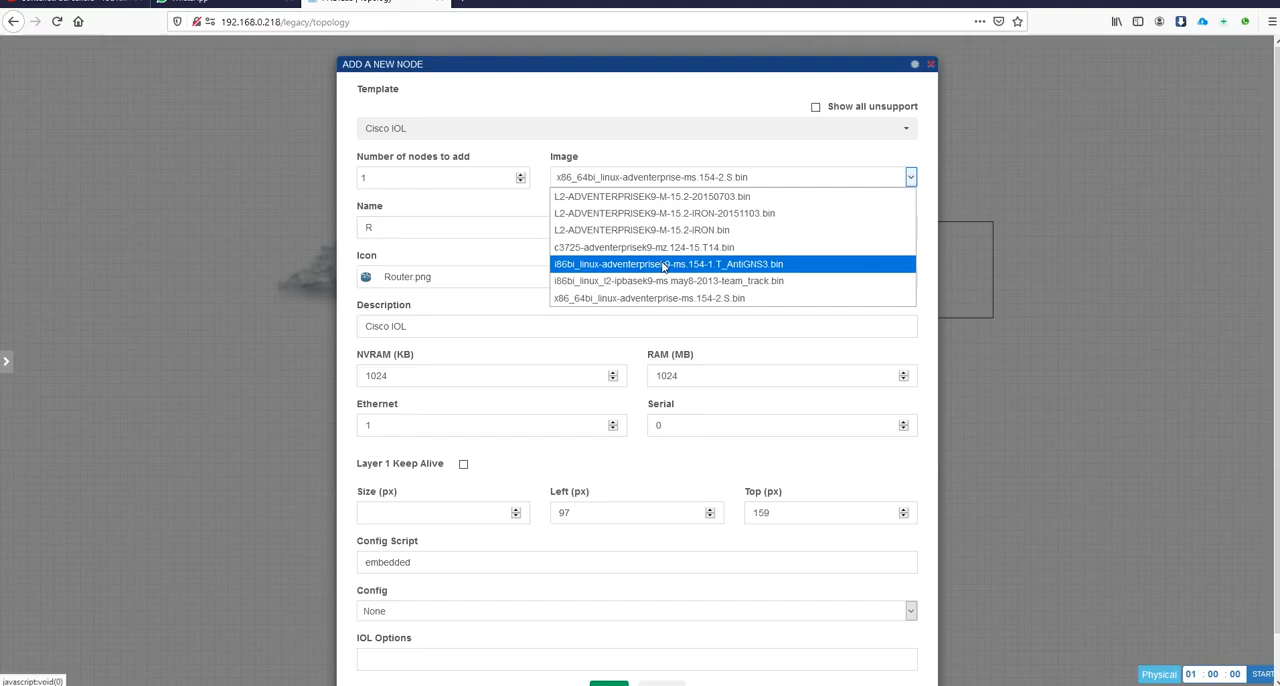 WhatsApp
192.168.0.218/legacy/topology
ADD A NEW NODE
Template
Show all unsupport
Cisco IOL
Number of nodes to add
Image
1
x86_64bi_linux-adventerprise-ms.154-2.S.bin
L2-ADVENTERPRISEK9-M-15.2-20150703.bin
Name
L2-ADVENTERPRISEK9-M-15.2-IRON-20151103.bin
R
L2-ADVENTERPRISEK9-M-15.2-IRON.bin
c3725-adventerprisek9-mz.124-15.T14.bin
Icon
i86bi_linux-adventerprisek9-ms.154-1.T_AntiGNS3.bin
Router.png
i86bi_linux_l2-ipbasek9-ms.may8-2013-team_track.bin
x86_64bi_linux-adventerprise-ms.154-2.S.bin
Description
Cisco IOL
NVRAM (KB)
RAM (MB)
1024
1024
Ethernet
Serial
1
0
Layer 1 Keep Alive
Size (px)
Left (px)
Top (px)
97
159
Config Script
embedded
Config
None
IOL Options
Physical
01 : 00 : 00
START
javascript:void(0)